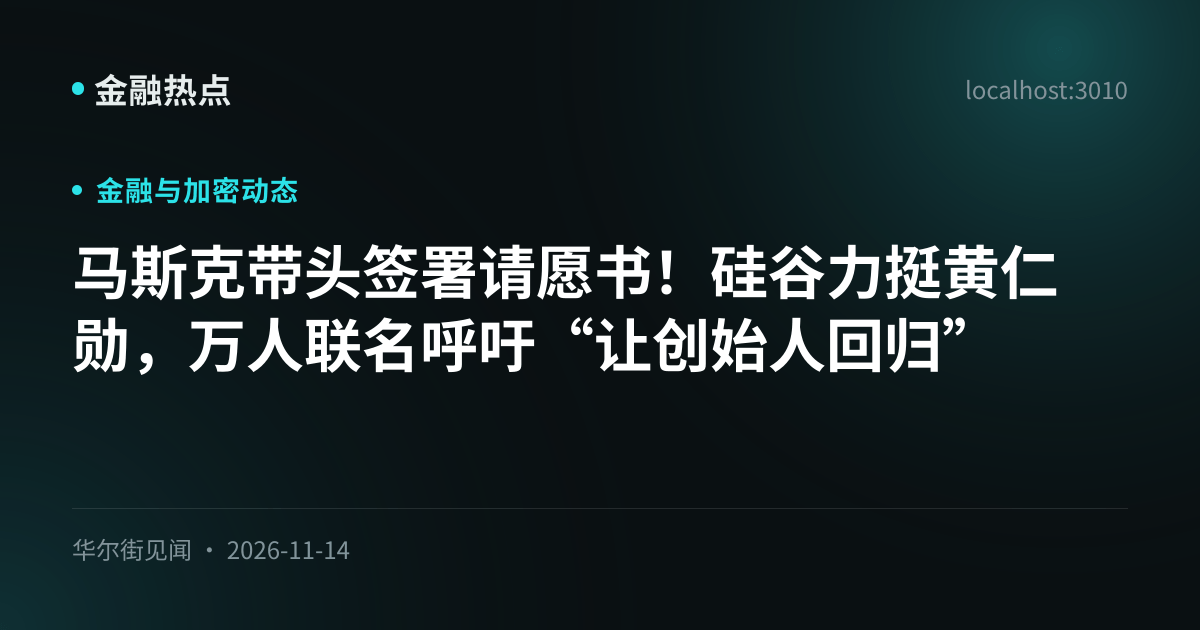 金融热点
localhost:3010
金融与加密动态
马斯克带头签署请愿书！硅谷力挺黄仁
勋，万人联名呼吁“让创始人回归”
华尔街见闻 · 2026-11-14